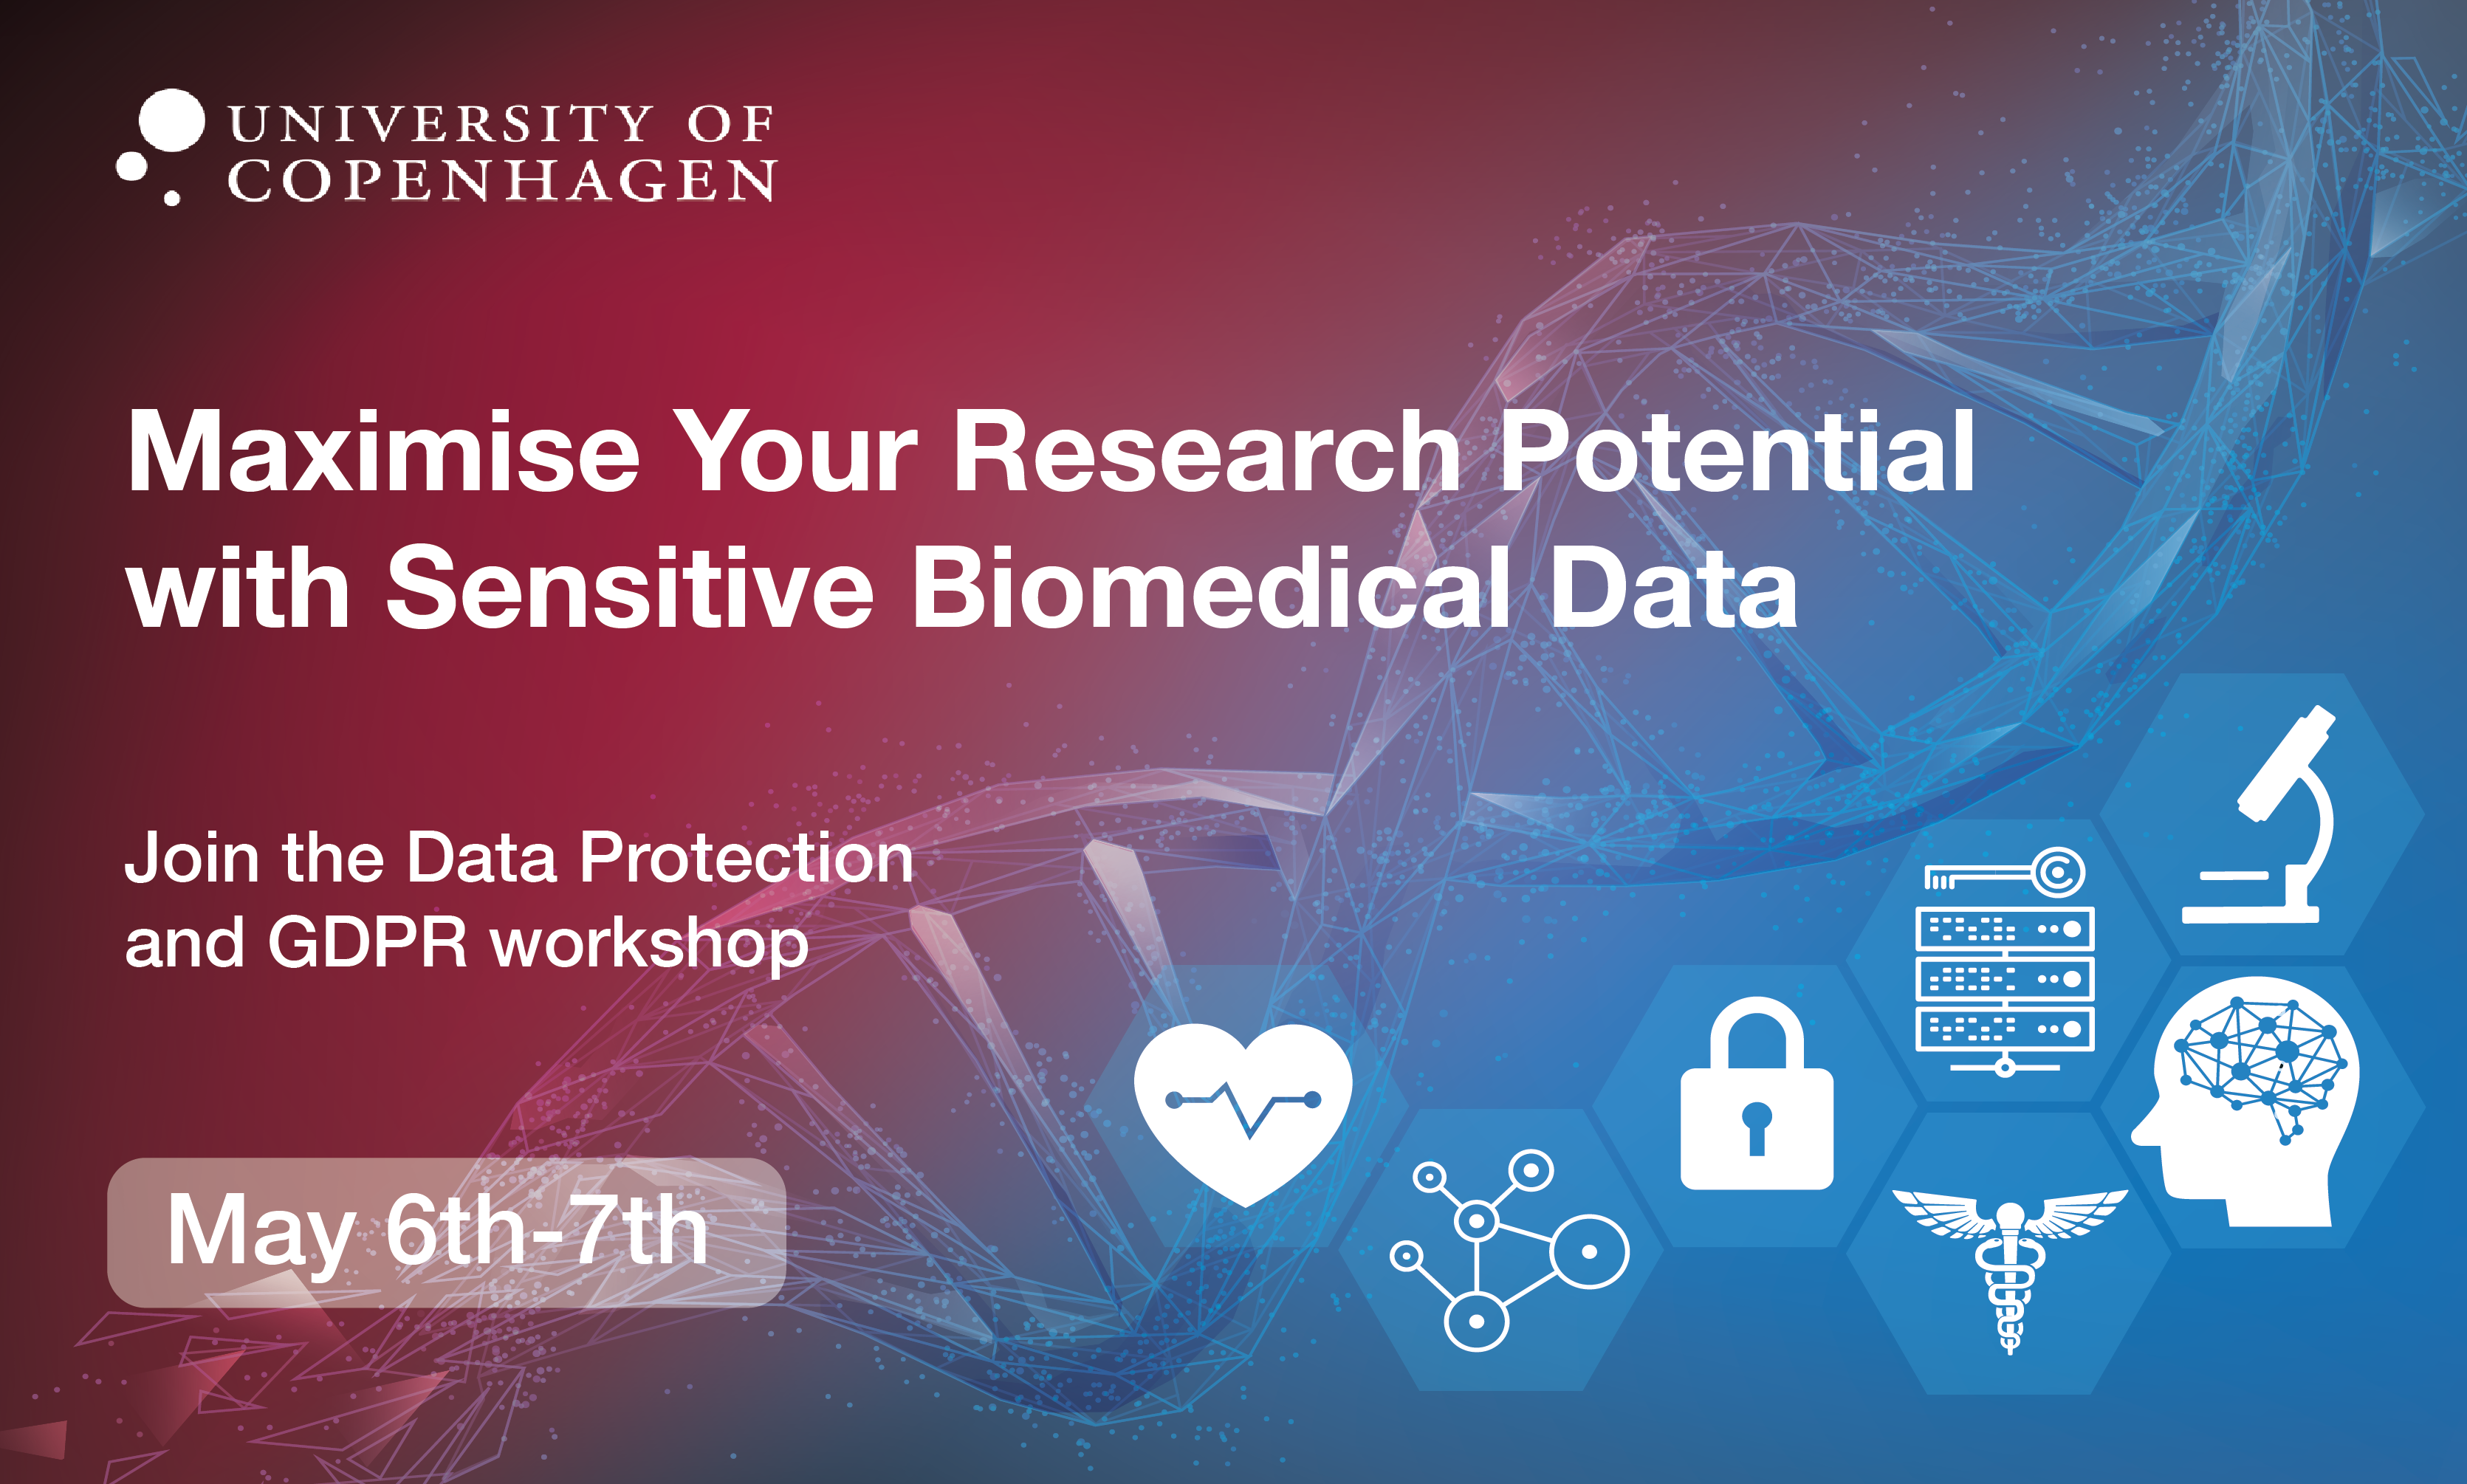 UNIVERSITY OF
COPENHAGEN
Maximise Your Research Potential
with Sensitive Biomedical Data
Join the Data Protection
and GDPR workshop
May 6th-7th